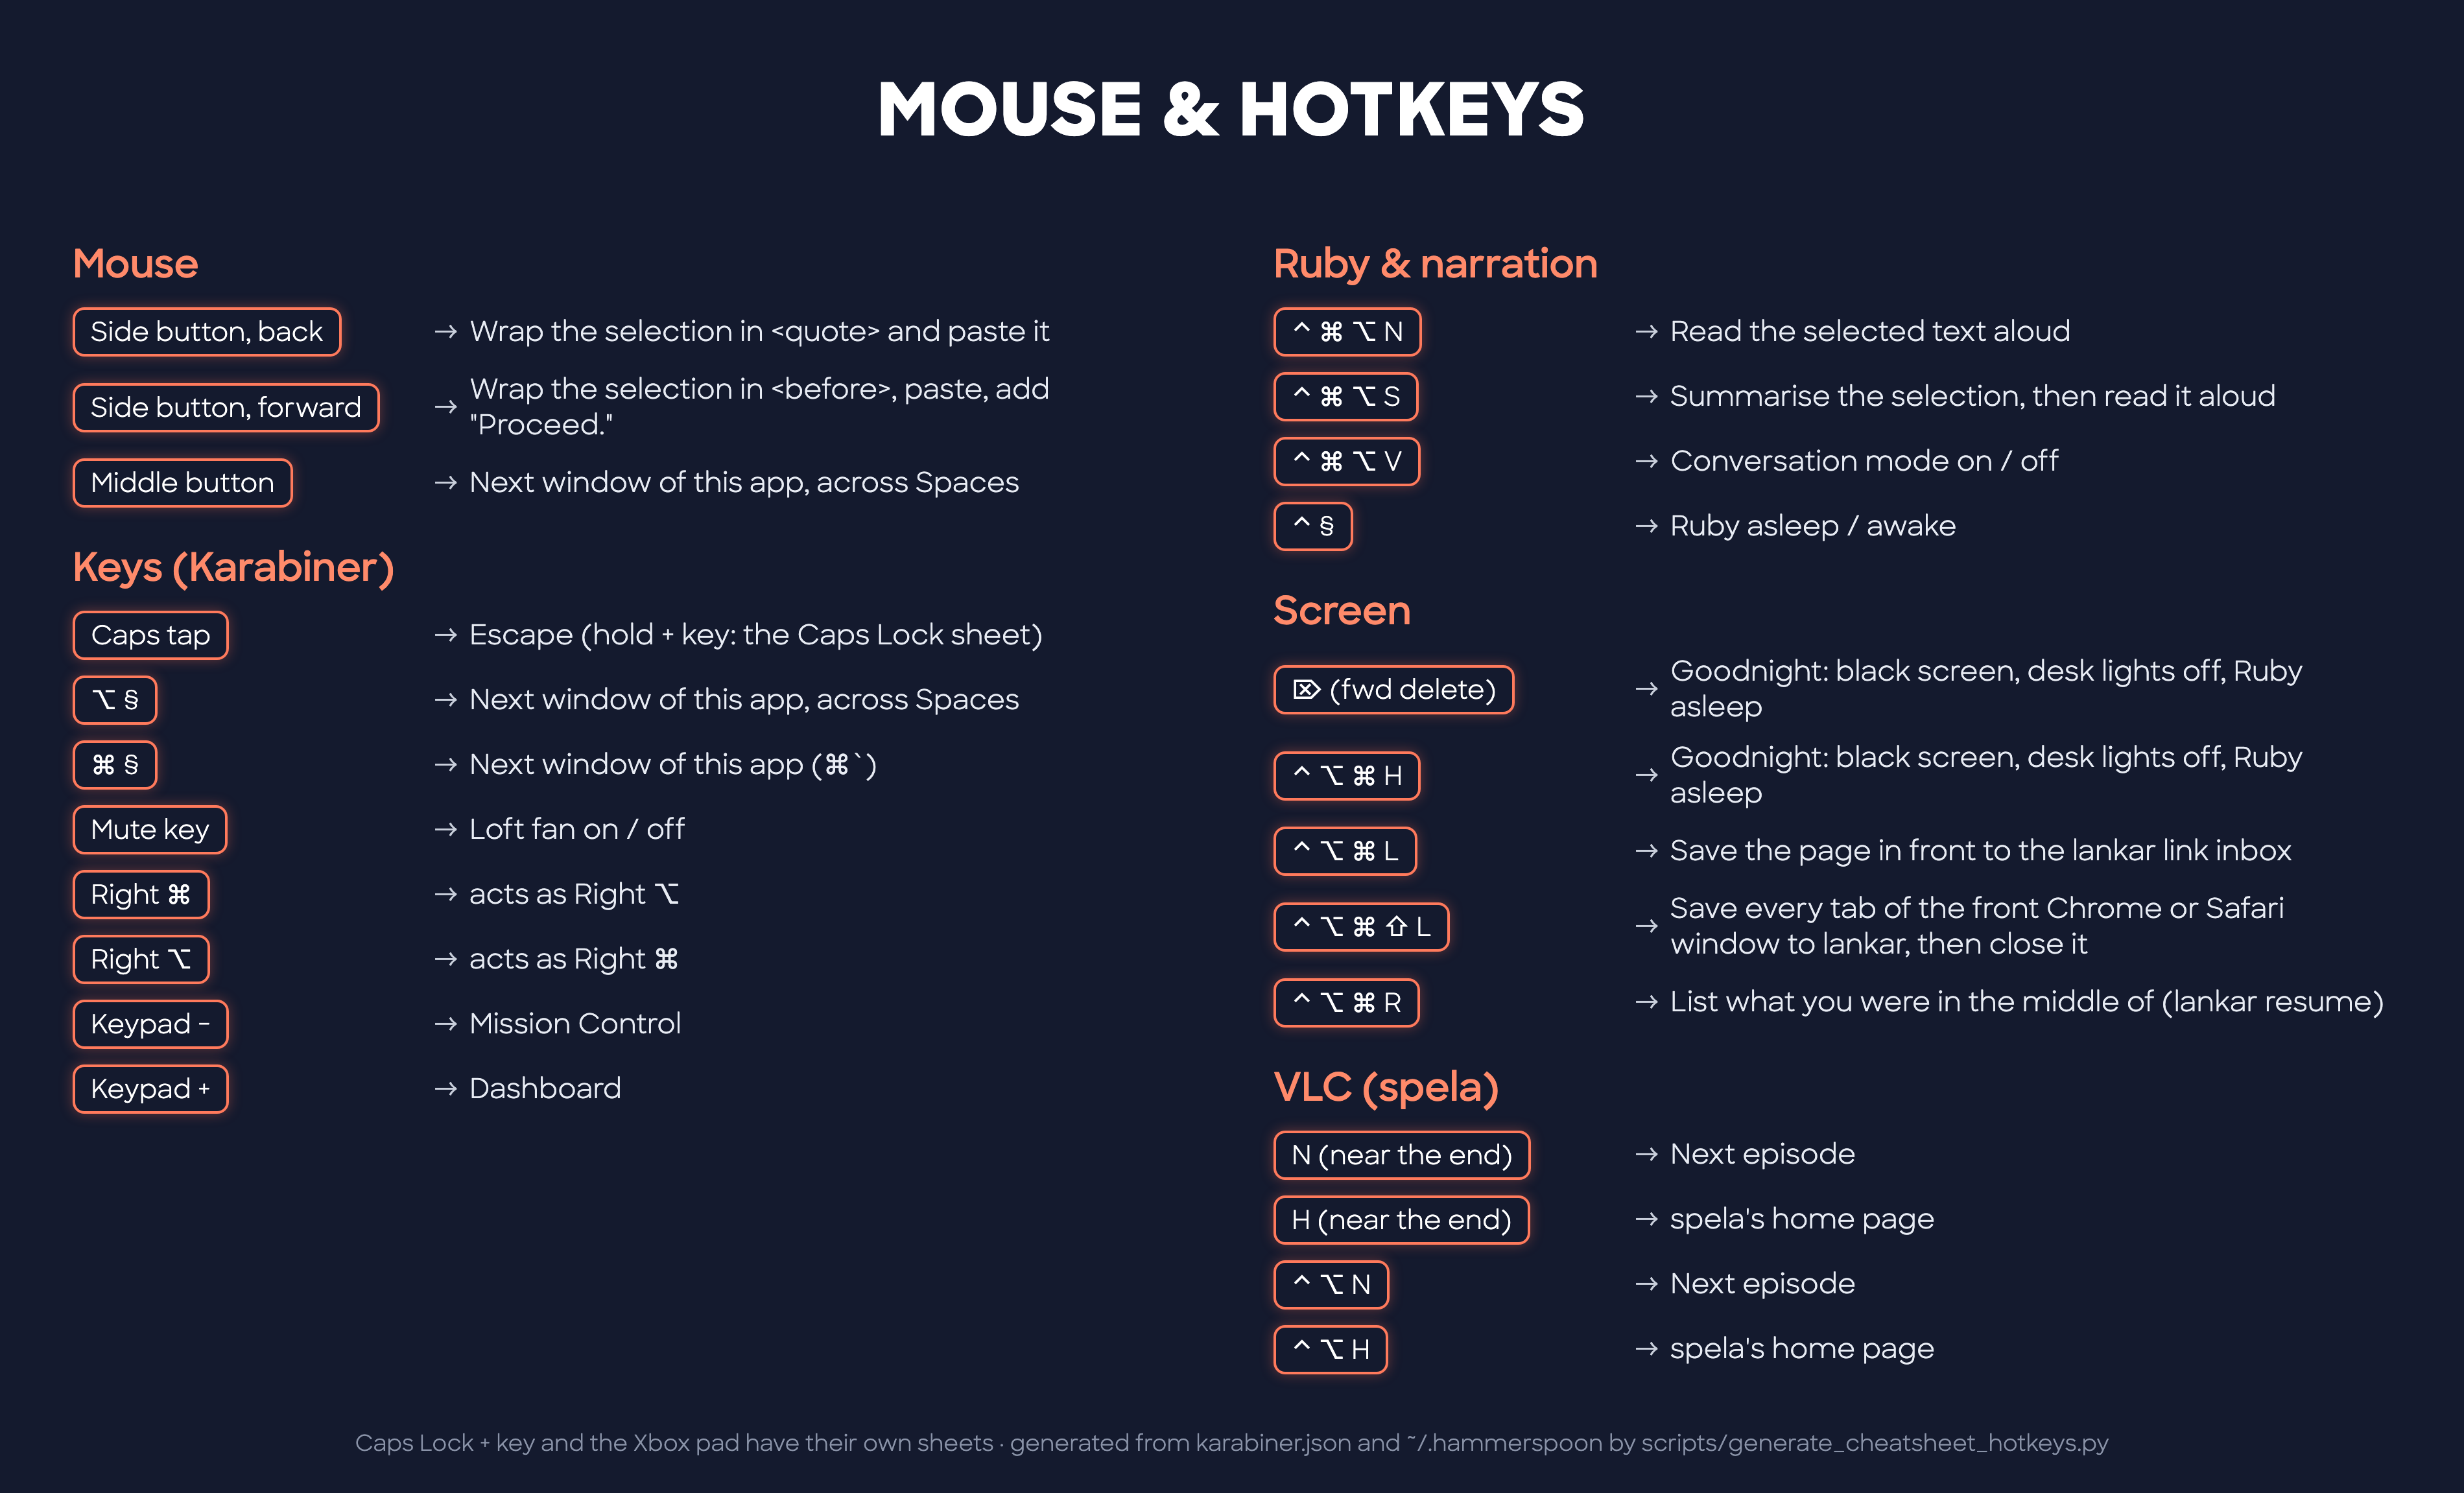 MOUSE & HOTKEYS
Mouse
Side button, back → Wrap the selection in <quote> and paste it
Side button, forward → Wrap the selection in <before>, paste, add
"Proceed."
Middle button → Next window of this app, across Spaces
Keys (Karabiner)
Caps tap → Escape (hold + key: the Caps Lock sheet)
⌥ § → Next window of this app, across Spaces
⌘ § → Next window of this app (⌘`)
Mute key → Loft fan on / off
Right ⌘ → acts as Right ⌥
Right ⌥ → acts as Right ⌘
Keypad − → Mission Control
Keypad + → Dashboard
Ruby & narration
⌃ ⌘ ⌥ N → Read the selected text aloud
⌃ ⌘ ⌥ S → Summarise the selection, then read it aloud
⌃ ⌘ ⌥ V → Conversation mode on / off
⌃ § → Ruby asleep / awake
Screen
⌦ (fwd delete) → Goodnight: black screen, desk lights off, Ruby
asleep
⌃ ⌥ ⌘ H → Goodnight: black screen, desk lights off, Ruby
asleep
⌃ ⌥ ⌘ L → Save the page in front to the lankar link inbox
⌃ ⌥ ⌘ ⇧ L → Save every tab of the front Chrome or Safari
window to lankar, then close it
⌃ ⌥ ⌘ R → List what you were in the middle of (lankar resume)
VLC (spela)
N (near the end) → Next episode
H (near the end) → spela's home page
⌃ ⌥ N → Next episode
⌃ ⌥ H → spela's home page
Caps Lock + key and the Xbox pad have their own sheets · generated from karabiner.json and ~/.hammerspoon by scripts/generate_cheatsheet_hotkeys.py